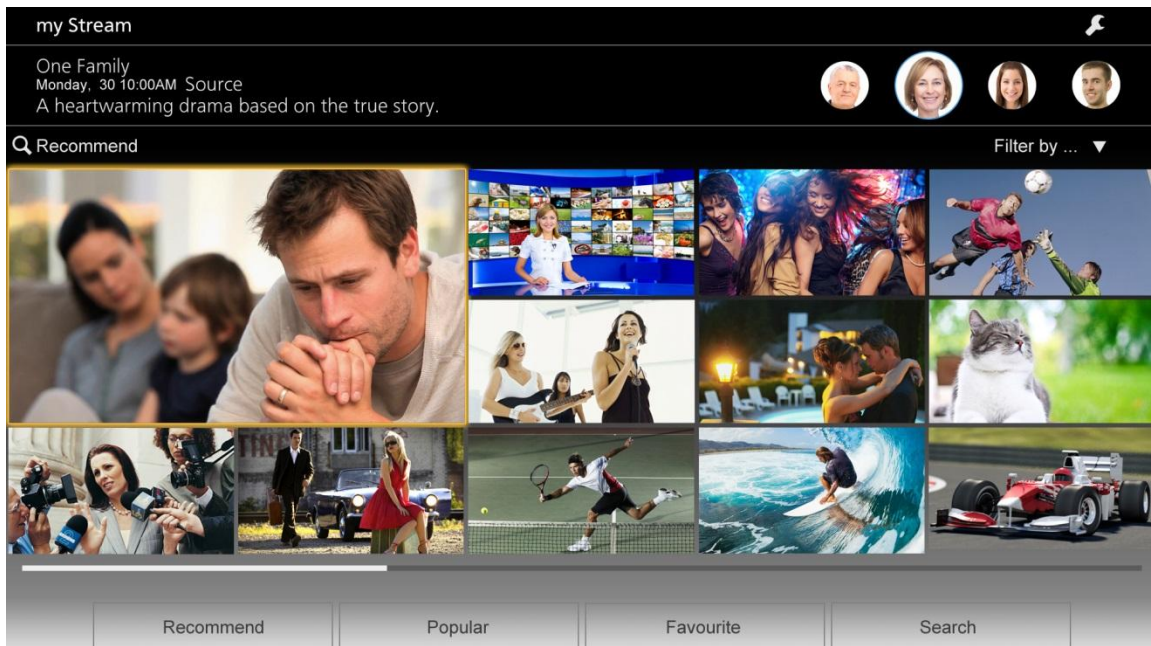 my Stream
One Family
Monday, 30 10:00AM Source
A heartwarming drama based on the true story.
Recommend
Filter by ... ▼
TIN
Recommend
Popular
Favourite
Search